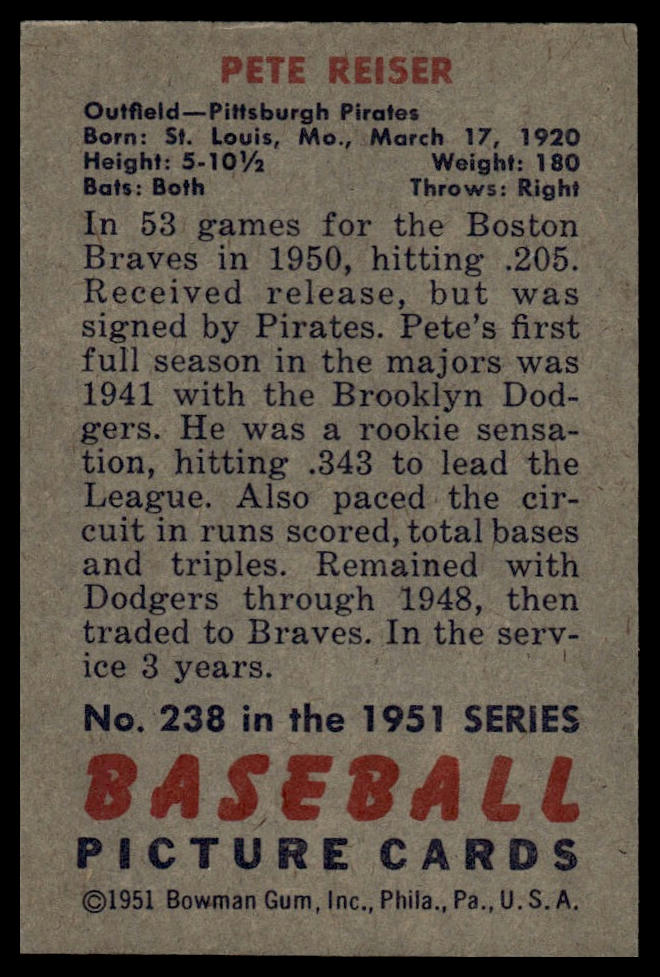 PETE REISER
Outfield—Pittsburgh Pirates
Born: St. Louis, Mo., March 17, 1920
Height: 5-10½ Weight: 180
Bats: Both Throws: Right
In 53 games for the Boston
Braves in 1950, hitting .205.
Received release, but was
signed by Pirates. Pete's first
full season in the majors was
1941 with the Brooklyn Dod-
gers. He was a rookie sensa-
tion, hitting .343 to lead the
League. Also paced the cir-
cuit in runs scored, total bases
and triples. Remained with
Dodgers through 1948, then
traded to Braves. In the serv-
ice 3 years.
No. 238 in the 1951 SERIES
BASEBALL
PICTURE CARDS
©1951 Bowman Gum, Inc., Phila., Pa., U.S.A.